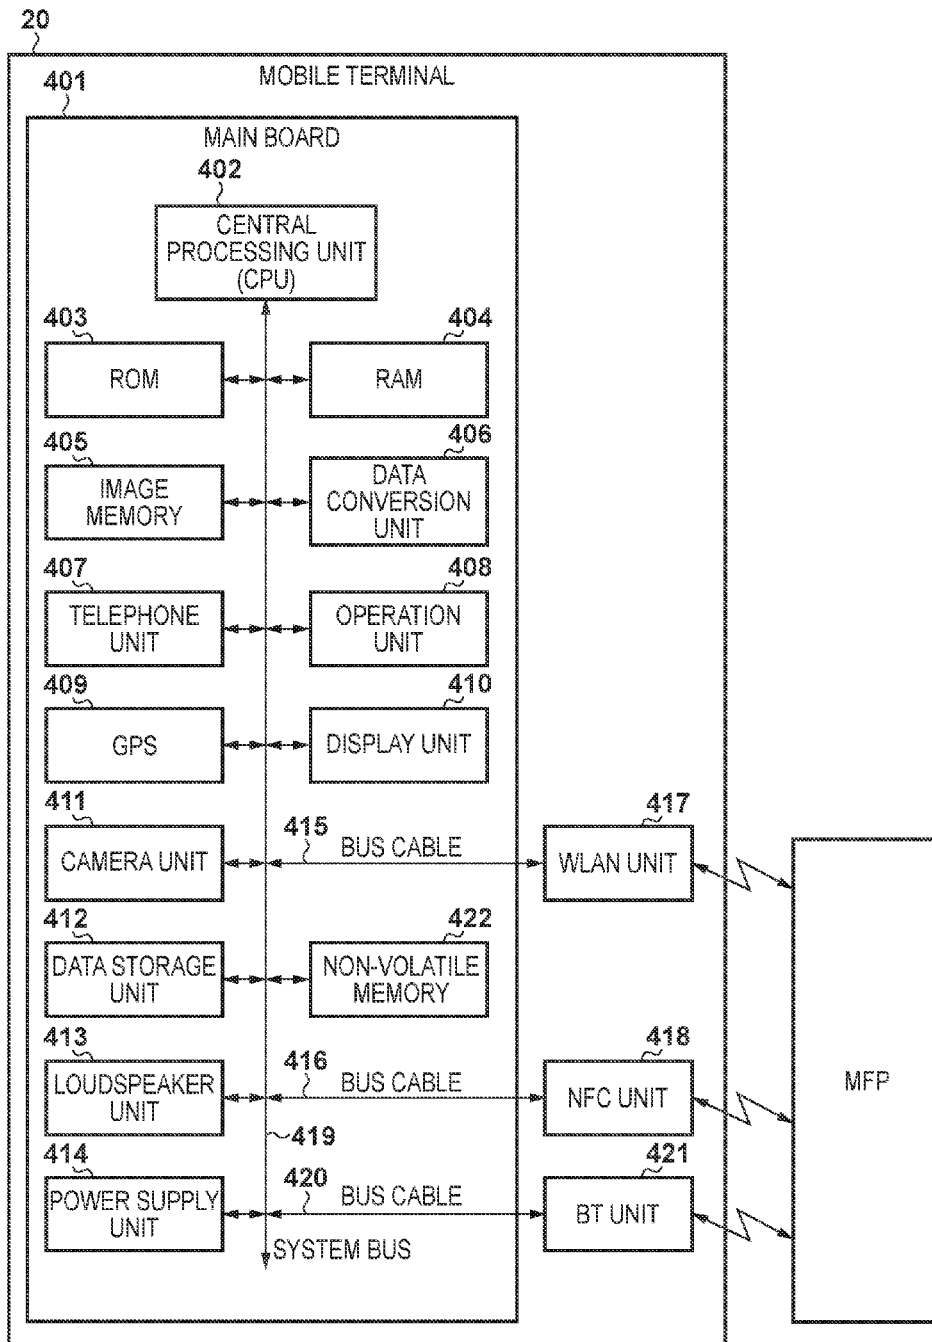 20
MOBILE TERMINAL
401
MAIN BOARD
402
CENTRAL
PROCESSING UNIT
(CPU)
403
ROM
404
RAM
405
IMAGE
MEMORY
406
DATA
CONVERSION
UNIT
407
TELEPHONE
UNIT
408
OPERATION
UNIT
409
GPS
410
DISPLAY UNIT
411
CAMERA UNIT
415
BUS CABLE
417
WLAN UNIT
412
DATA STORAGE
UNIT
422
NON-VOLATILE
MEMORY
413
LOUDSPEAKER
UNIT
416
BUS CABLE
418
NFC UNIT
MFP
419
414
POWER SUPPLY
UNIT
420
BUS CABLE
421
BT UNIT
SYSTEM BUS